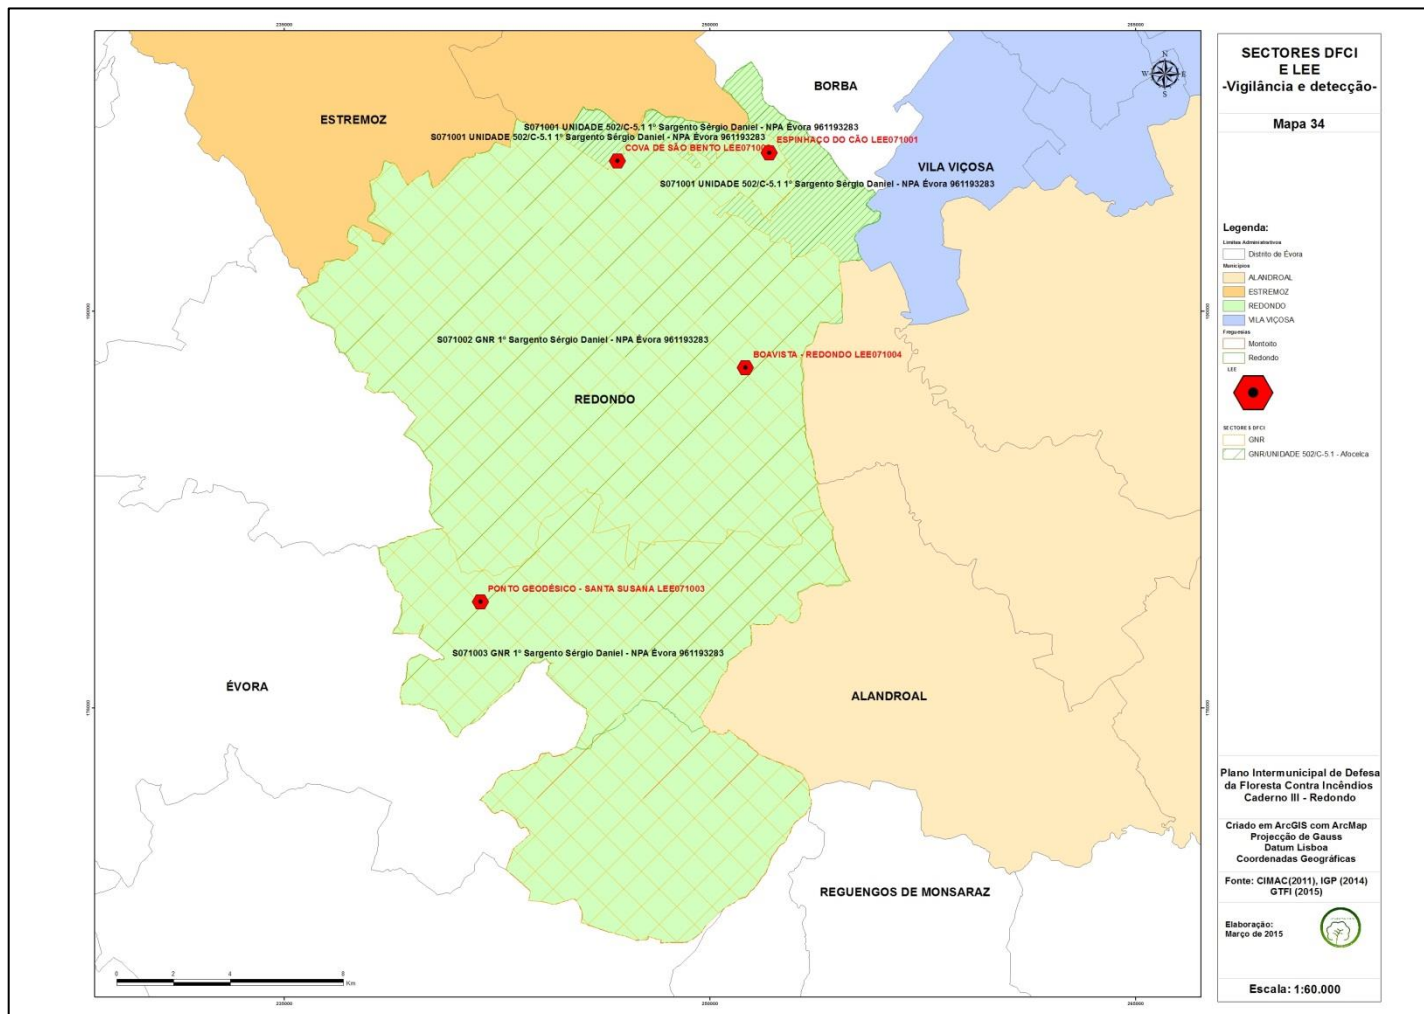 SECTORES DFCI
E LEE
-Vigilância e detecção-
Mapa 34
BORBA
ESTREMOZ
S071001 UNIDADE 502/C-5.1 1º Sargento Sérgio Daniel - NPA Évora 961193283
S071001 UNIDADE 502/C-5.1 1º Sargento Sérgio Daniel - NPA Évora 961193283
ESPINHAÇO DO CÃO LEE071001
COVA DE SÃO BENTO
VILA VIÇOSA
S071001 UNIDADE 502/C-5.1 1º Sargento Sérgio Daniel - NPA Évora 961193283
S071002 GNR 1º Sargento Sérgio Daniel - NPA Évora 961193283
BOAVISTA - REDONDO LEE071004
REDONDO
PONTO GEODÉSICO - SANTA SUSANA LEE071003
S071003 GNR 1º Sargento Sérgio Daniel - NPA Évora 961193283
ÉVORA
ALANDROAL
REGUENGOS DE MONSARAZ
0 2 4 8
Km
Legenda:
Limites Administrativos
Distrito de Évora
Municípios
ALANDROAL
ESTREMOZ
REDONDO
VILA VIÇOSA
Freguesias
Montoito
Redondo
LEE
SECTORES DFCI
GNR
GNR/UNIDADE 502/C-5.1 - Afocelca
Plano Intermunicipal de Defesa
da Floresta Contra Incêndios
Caderno III - Redondo
Criado em ArcGIS com ArcMap
Projecção de Gauss
Datum Lisboa
Coordenadas Geográficas
Fonte: CIMAC(2011), IGP (2014)
GTFI (2015)
Elaboração:
Março de 2015
Escala: 1:60.000
N
W E
S